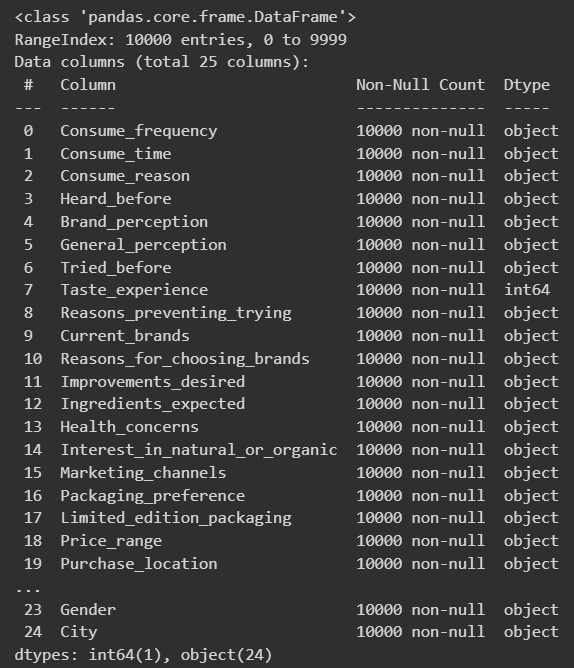 <class 'pandas.core.frame.DataFrame'>
RangeIndex: 10000 entries, 0 to 9999
Data columns (total 25 columns):
 #   Column                          Non-Null Count  Dtype
---  ------                          --------------  -----
 0   Consume_frequency               10000 non-null  object
 1   Consume_time                    10000 non-null  object
 2   Consume_reason                  10000 non-null  object
 3   Heard_before                    10000 non-null  object
 4   Brand_perception                10000 non-null  object
 5   General_perception              10000 non-null  object
 6   Tried_before                    10000 non-null  object
 7   Taste_experience                10000 non-null  int64
 8   Reasons_preventing_trying       10000 non-null  object
 9   Current_brands                  10000 non-null  object
 10  Reasons_for_choosing_brands     10000 non-null  object
 11  Improvements_desired            10000 non-null  object
 12  Ingredients_expected            10000 non-null  object
 13  Health_concerns                 10000 non-null  object
 14  Interest_in_natural_or_organic  10000 non-null  object
 15  Marketing_channels              10000 non-null  object
 16  Packaging_preference            10000 non-null  object
 17  Limited_edition_packaging       10000 non-null  object
 18  Price_range                     10000 non-null  object
 19  Purchase_location               10000 non-null  object
...
 23  Gender                          10000 non-null  object
 24  City                            10000 non-null  object
dtypes: int64(1), object(24)